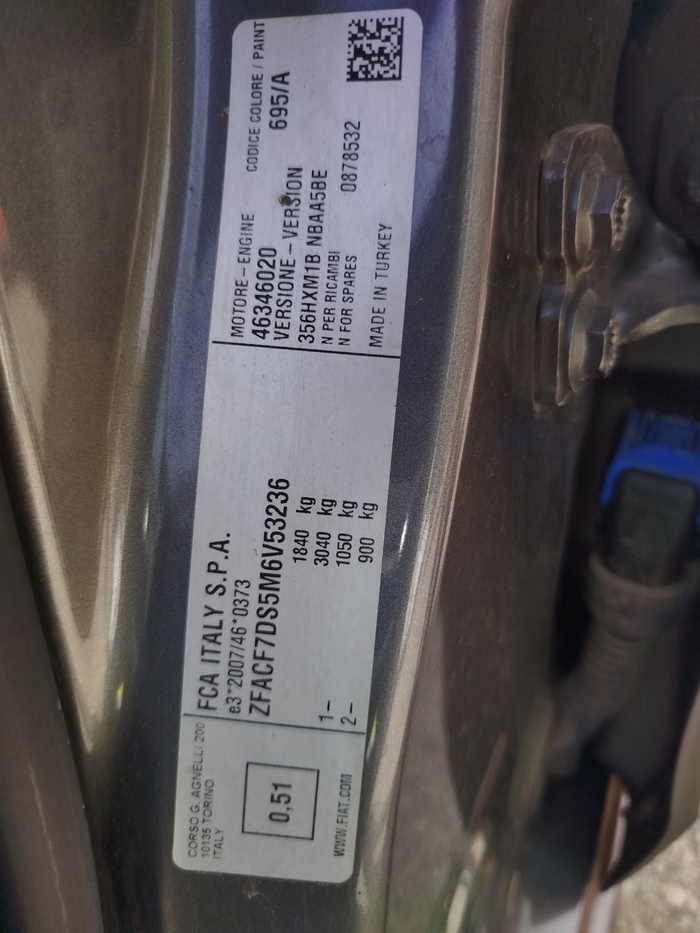 CORSO G. AGNELLI 200
10135 TORINO
ITALY
0,51
WWW.FIAT.COM
FCA ITALY S.P.A.
e3*2007/46*0373
ZFACF7DS5M6V53236
1840 kg
3040 kg
1– 1050 kg
2– 900 kg
MOTORE – ENGINE CODICE COLORE / PAINT
46346020 695/A
VERSIONE – VERSION
356HXM1B NBAA5BE
N PER RICAMBI
N FOR SPARES 0878532
MADE IN TURKEY